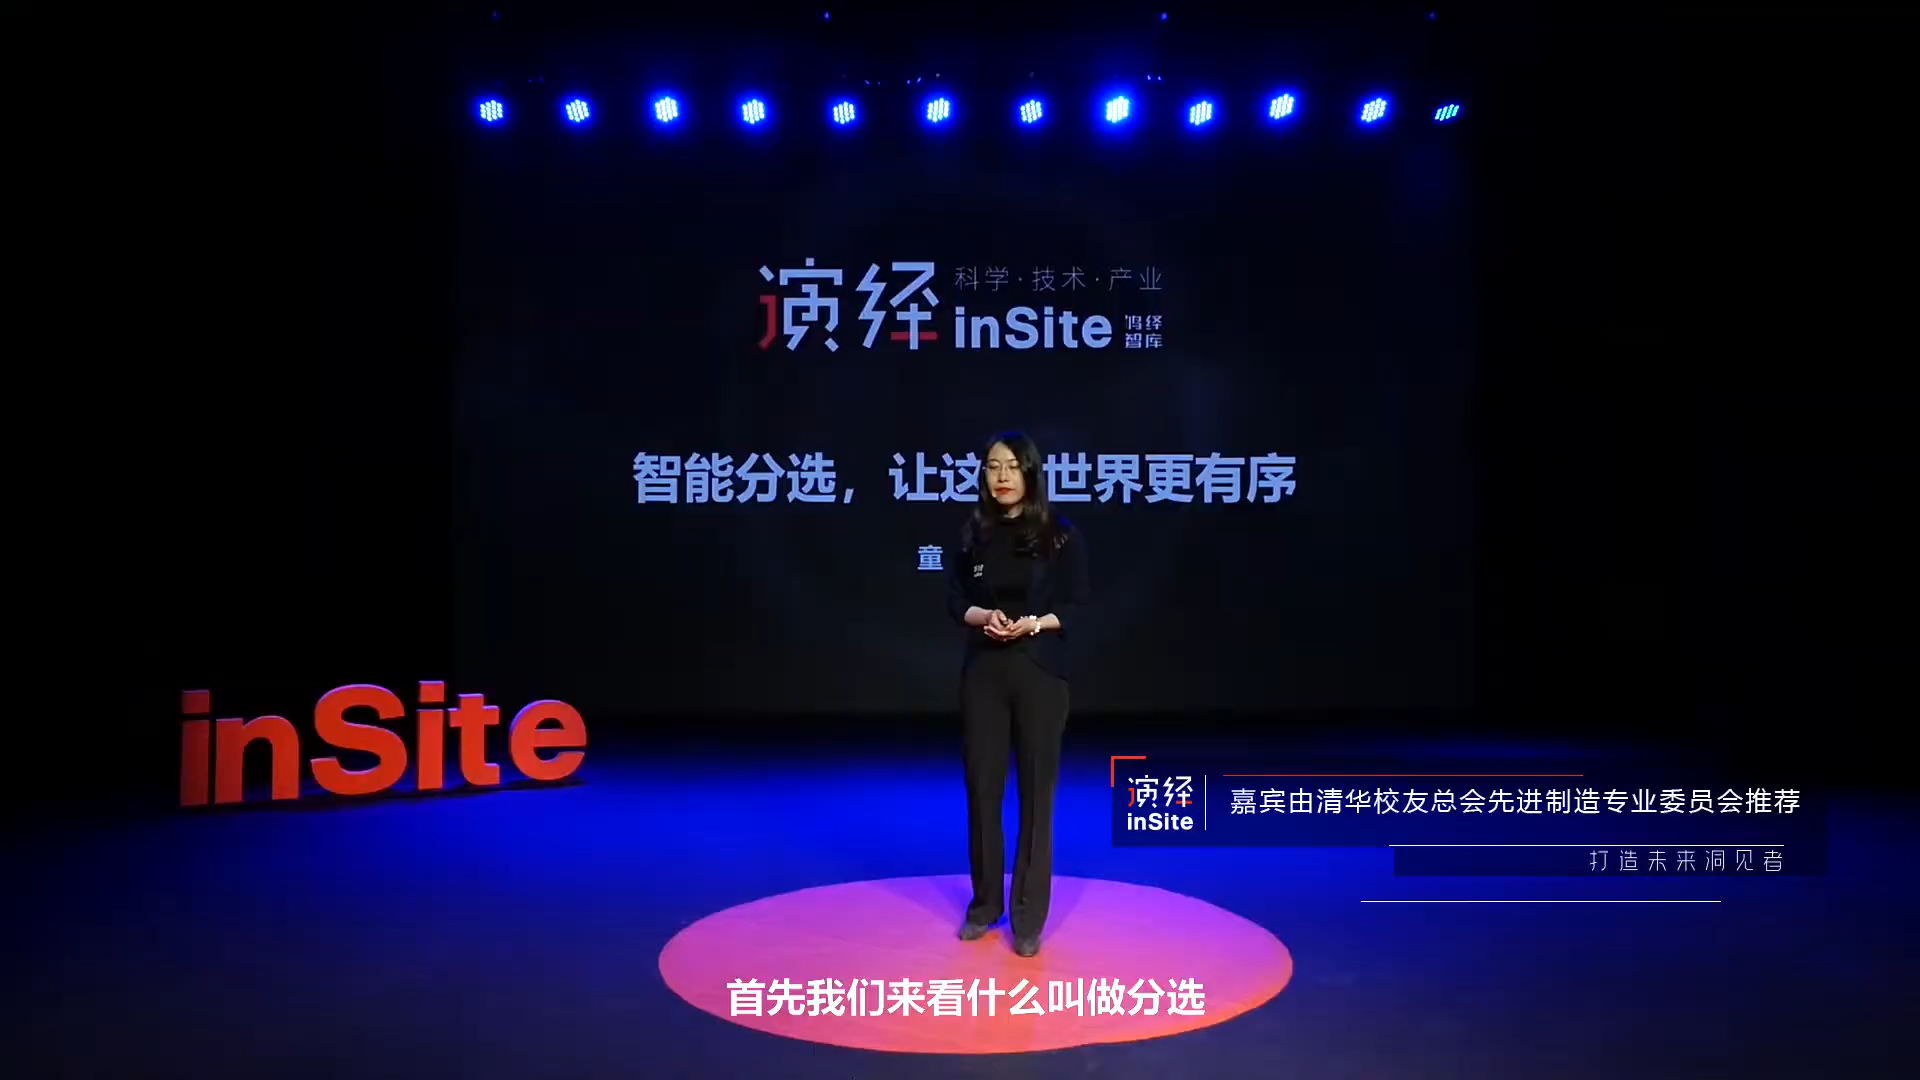 演绎
科学·技术·产业
inSite
鸿绎
智库
智能分选，让这 世界更有序
童
inSite
演绎
inSite
嘉宾由清华校友总会先进制造专业委员会推荐
打造未来洞见者
首先我们来看什么叫做分选